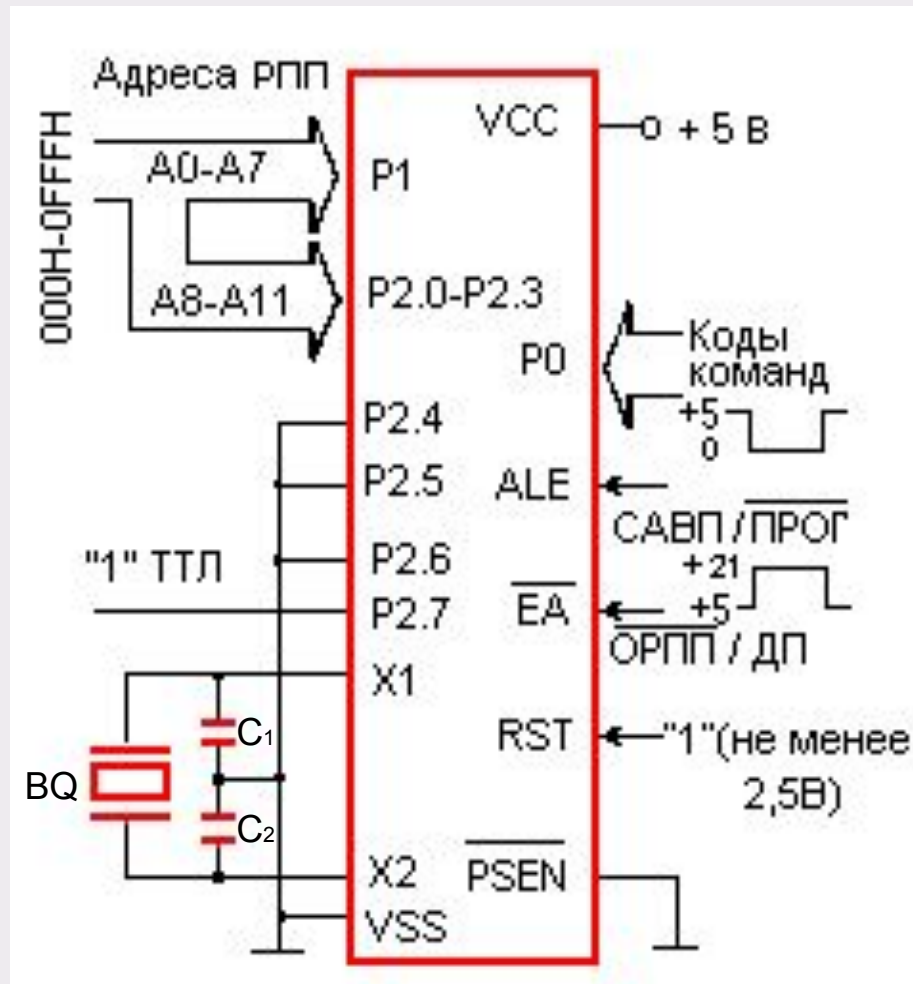 Адреса РПП
000H-0FFFH
A0-A7
A8-A11
"1" ТТЛ
BQ
C1
C2
P1
P2.0-P2.3
P2.4
P2.5
P2.6
P2.7
X1
X2
VSS
VCC
P0
ALE
EA
RST
PSEN
+ 5 В
Коды
команд
+5
0
САВП / ПРОГ
+ 21
+5
ОРПП / ДП
"1"(не менее
2,5В)